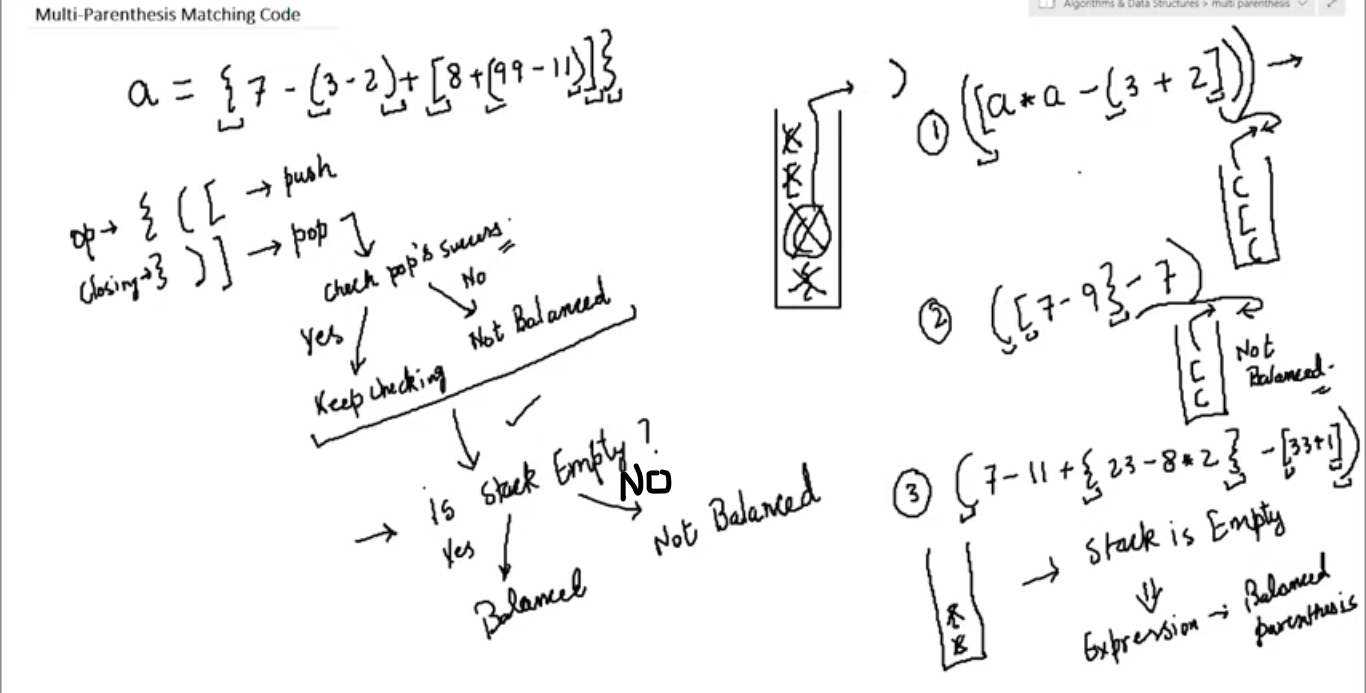 Multi-Parenthesis Matching Code
Algorithms & Data Structures > multi parenthesis
a = {7 - (3 - 2) + [8 + (99 - 11)]}
op → { ( [ → push
Closing → } ) ] → pop
Check pop's success.
Yes
No
Keep checking
Not Balanced
is Stack Empty?
Yes
NO
Balanced
Not Balanced
)
① ([a * a - (3 + 2]))
(
[
(
② ([7 - 9} - 7)
[
(
Not
Balanced.
③ (7 - 11 + {23 - 8 * 2} - [33 + 1])
→ Stack is Empty
⇓
Expression → Balanced
parenthesis